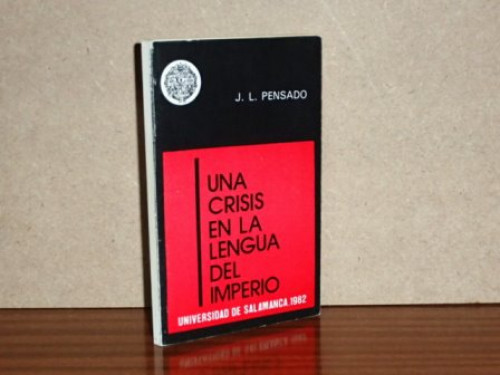 J. L. PENSADO
UNA
CRISIS
EN LA
LENGUA
DEL
IMPERIO
UNIVERSIDAD DE SALAMANCA 1982